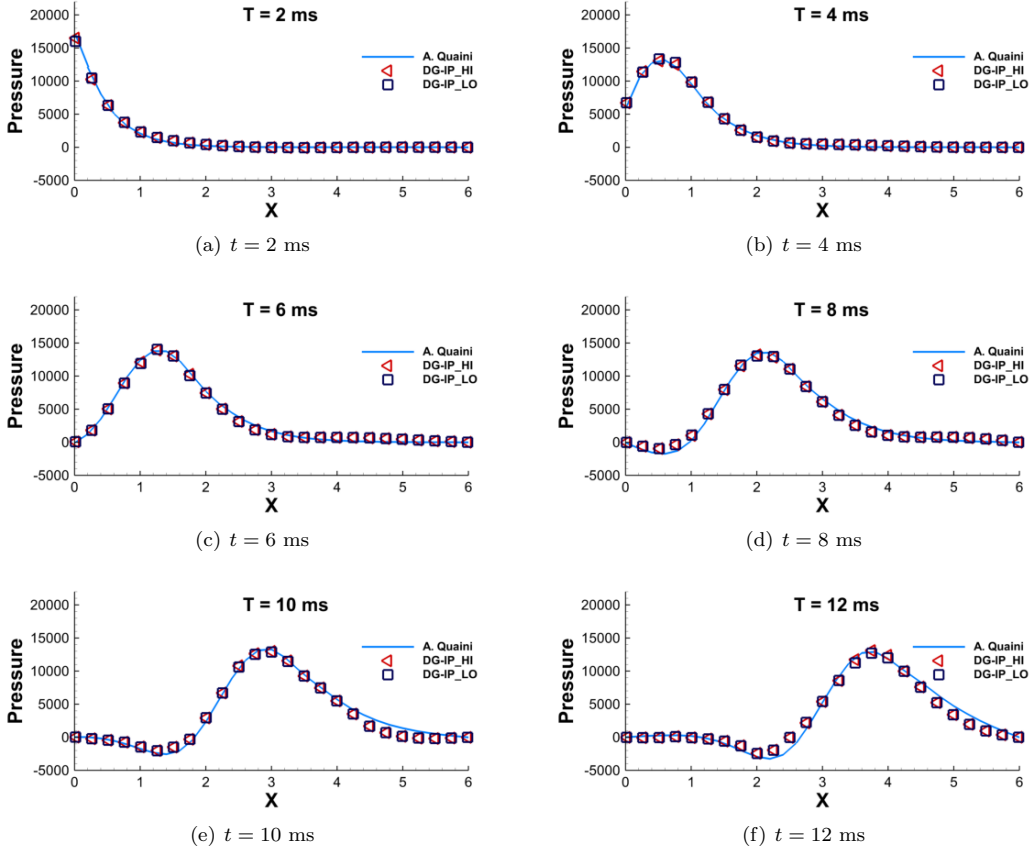 T = 2 ms
20000
15000
10000
5000
0
-5000
Pressure
A. Quaini
DG-IP_HI
DG-IP_LO
0 1 2 3 4 5 6
X
(a) t = 2 ms
T = 4 ms
20000
15000
10000
5000
0
-5000
Pressure
A. Quaini
DG-IP_HI
DG-IP_LO
0 1 2 3 4 5 6
X
(b) t = 4 ms
T = 6 ms
20000
15000
10000
5000
0
-5000
Pressure
A. Quaini
DG-IP_HI
DG-IP_LO
0 1 2 3 4 5 6
X
(c) t = 6 ms
T = 8 ms
20000
15000
10000
5000
0
-5000
Pressure
A. Quaini
DG-IP_HI
DG-IP_LO
0 1 2 3 4 5 6
X
(d) t = 8 ms
T = 10 ms
20000
15000
10000
5000
0
-5000
Pressure
A. Quaini
DG-IP_HI
DG-IP_LO
0 1 2 3 4 5 6
X
(e) t = 10 ms
T = 12 ms
20000
15000
10000
5000
0
-5000
Pressure
A. Quaini
DG-IP_HI
DG-IP_LO
0 1 2 3 4 5 6
X
(f) t = 12 ms